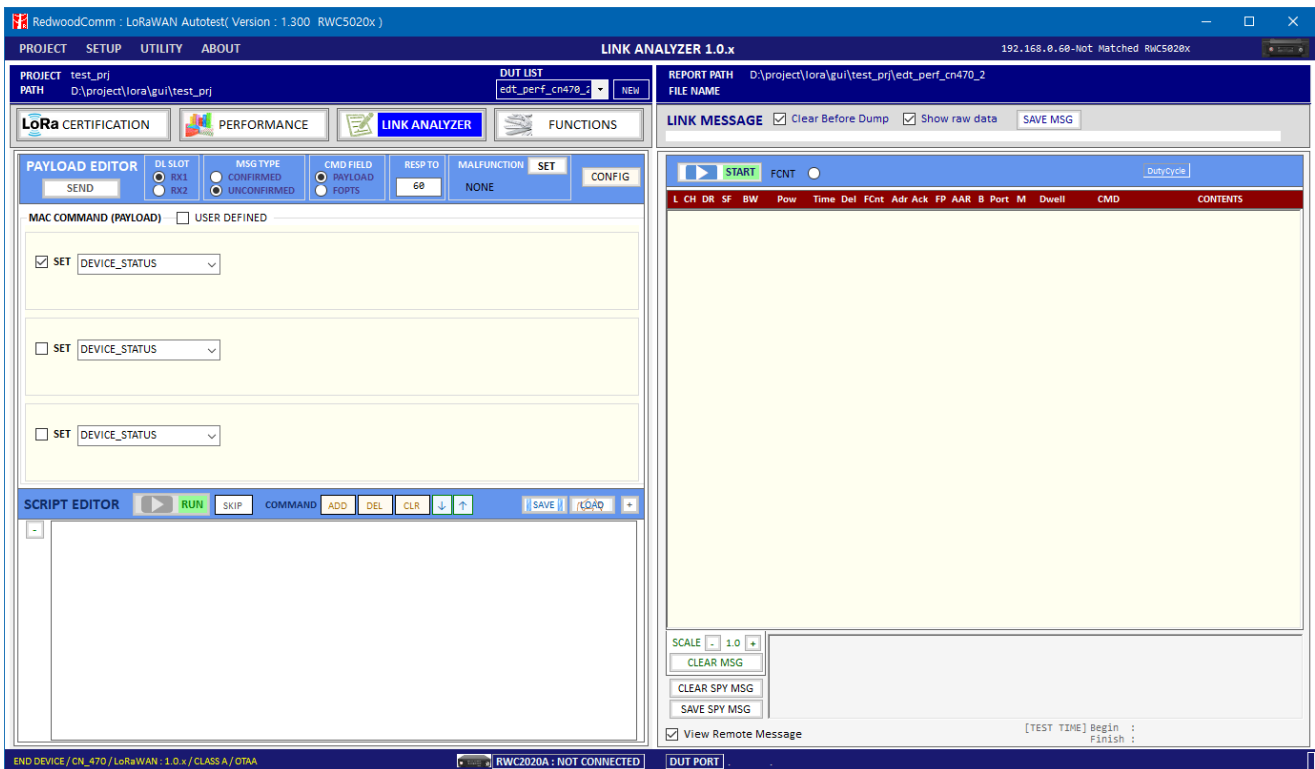 RedwoodComm : LoRaWAN Autotest( Version : 1.300 RWC5020x )
PROJECT SETUP UTILITY ABOUT LINK ANALYZER 1.0.x 192.168.0.60-Not Matched RWC5020x
PROJECT test_prj
PATH D:\project\lora\gui\test_prj
DUT LIST
edt_perf_cn470_2 NEW
REPORT PATH D:\project\lora\gui\test_prj\edt_perf_cn470_2
FILE NAME
LoRa CERTIFICATION PERFORMANCE LINK ANALYZER FUNCTIONS
LINK MESSAGE Clear Before Dump Show raw data SAVE MSG
PAYLOAD EDITOR
SEND
DL SLOT
RX1
RX2
MSG TYPE
CONFIRMED
UNCONFIRMED
CMD FIELD
PAYLOAD
FOPTS
RESP TO
60
MALFUNCTION SET
NONE
CONFIG
MAC COMMAND (PAYLOAD) USER DEFINED
SET DEVICE_STATUS
SET DEVICE_STATUS
SET DEVICE_STATUS
SCRIPT EDITOR RUN SKIP COMMAND ADD DEL CLR ↓ ↑ SAVE LOAD +
-
START FCNT DutyCycle
L CH DR SF BW Pow Time Del FCnt Adr Ack FP AAR B Port M Dwell CMD CONTENTS
SCALE - 1.0 +
CLEAR MSG
CLEAR SPY MSG
SAVE SPY MSG
View Remote Message
[TEST TIME] Begin :
Finish :
END DEVICE / CN_470 / LoRaWAN : 1.0.x / CLASS A / OTAA RWC2020A : NOT CONNECTED DUT PORT . .